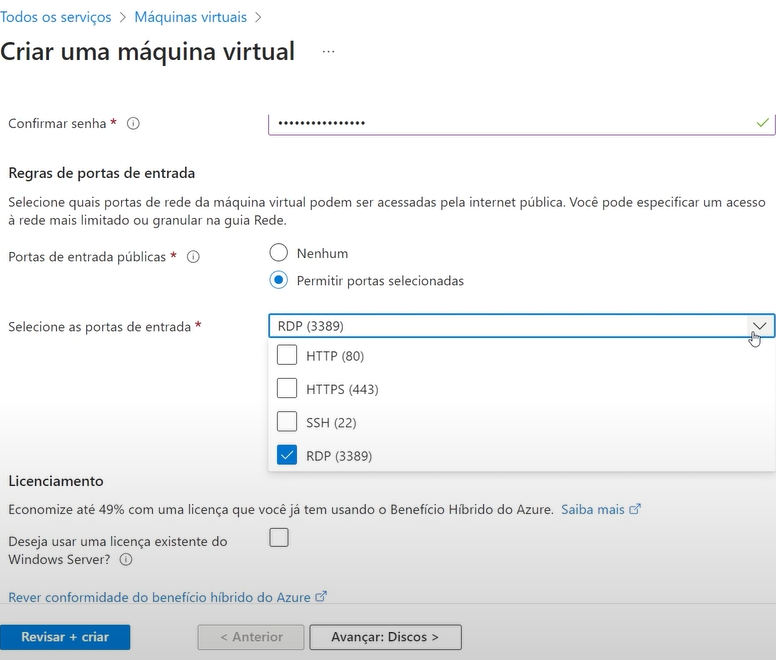 Todos os serviços > Máquinas virtuais >
Criar uma máquina virtual ...
Confirmar senha *
••••••••••••••••
Regras de portas de entrada
Selecione quais portas de rede da máquina virtual podem ser acessadas pela internet pública. Você pode especificar um acesso
à rede mais limitado ou granular na guia Rede.
Portas de entrada públicas *
Nenhum
Permitir portas selecionadas
Selecione as portas de entrada *
RDP (3389)
HTTP (80)
HTTPS (443)
SSH (22)
RDP (3389)
Licenciamento
Economize até 49% com uma licença que você já tem usando o Benefício Híbrido do Azure. Saiba mais
Deseja usar uma licença existente do
Windows Server?
Rever conformidade do benefício híbrido do Azure
Revisar + criar
< Anterior
Avançar: Discos >